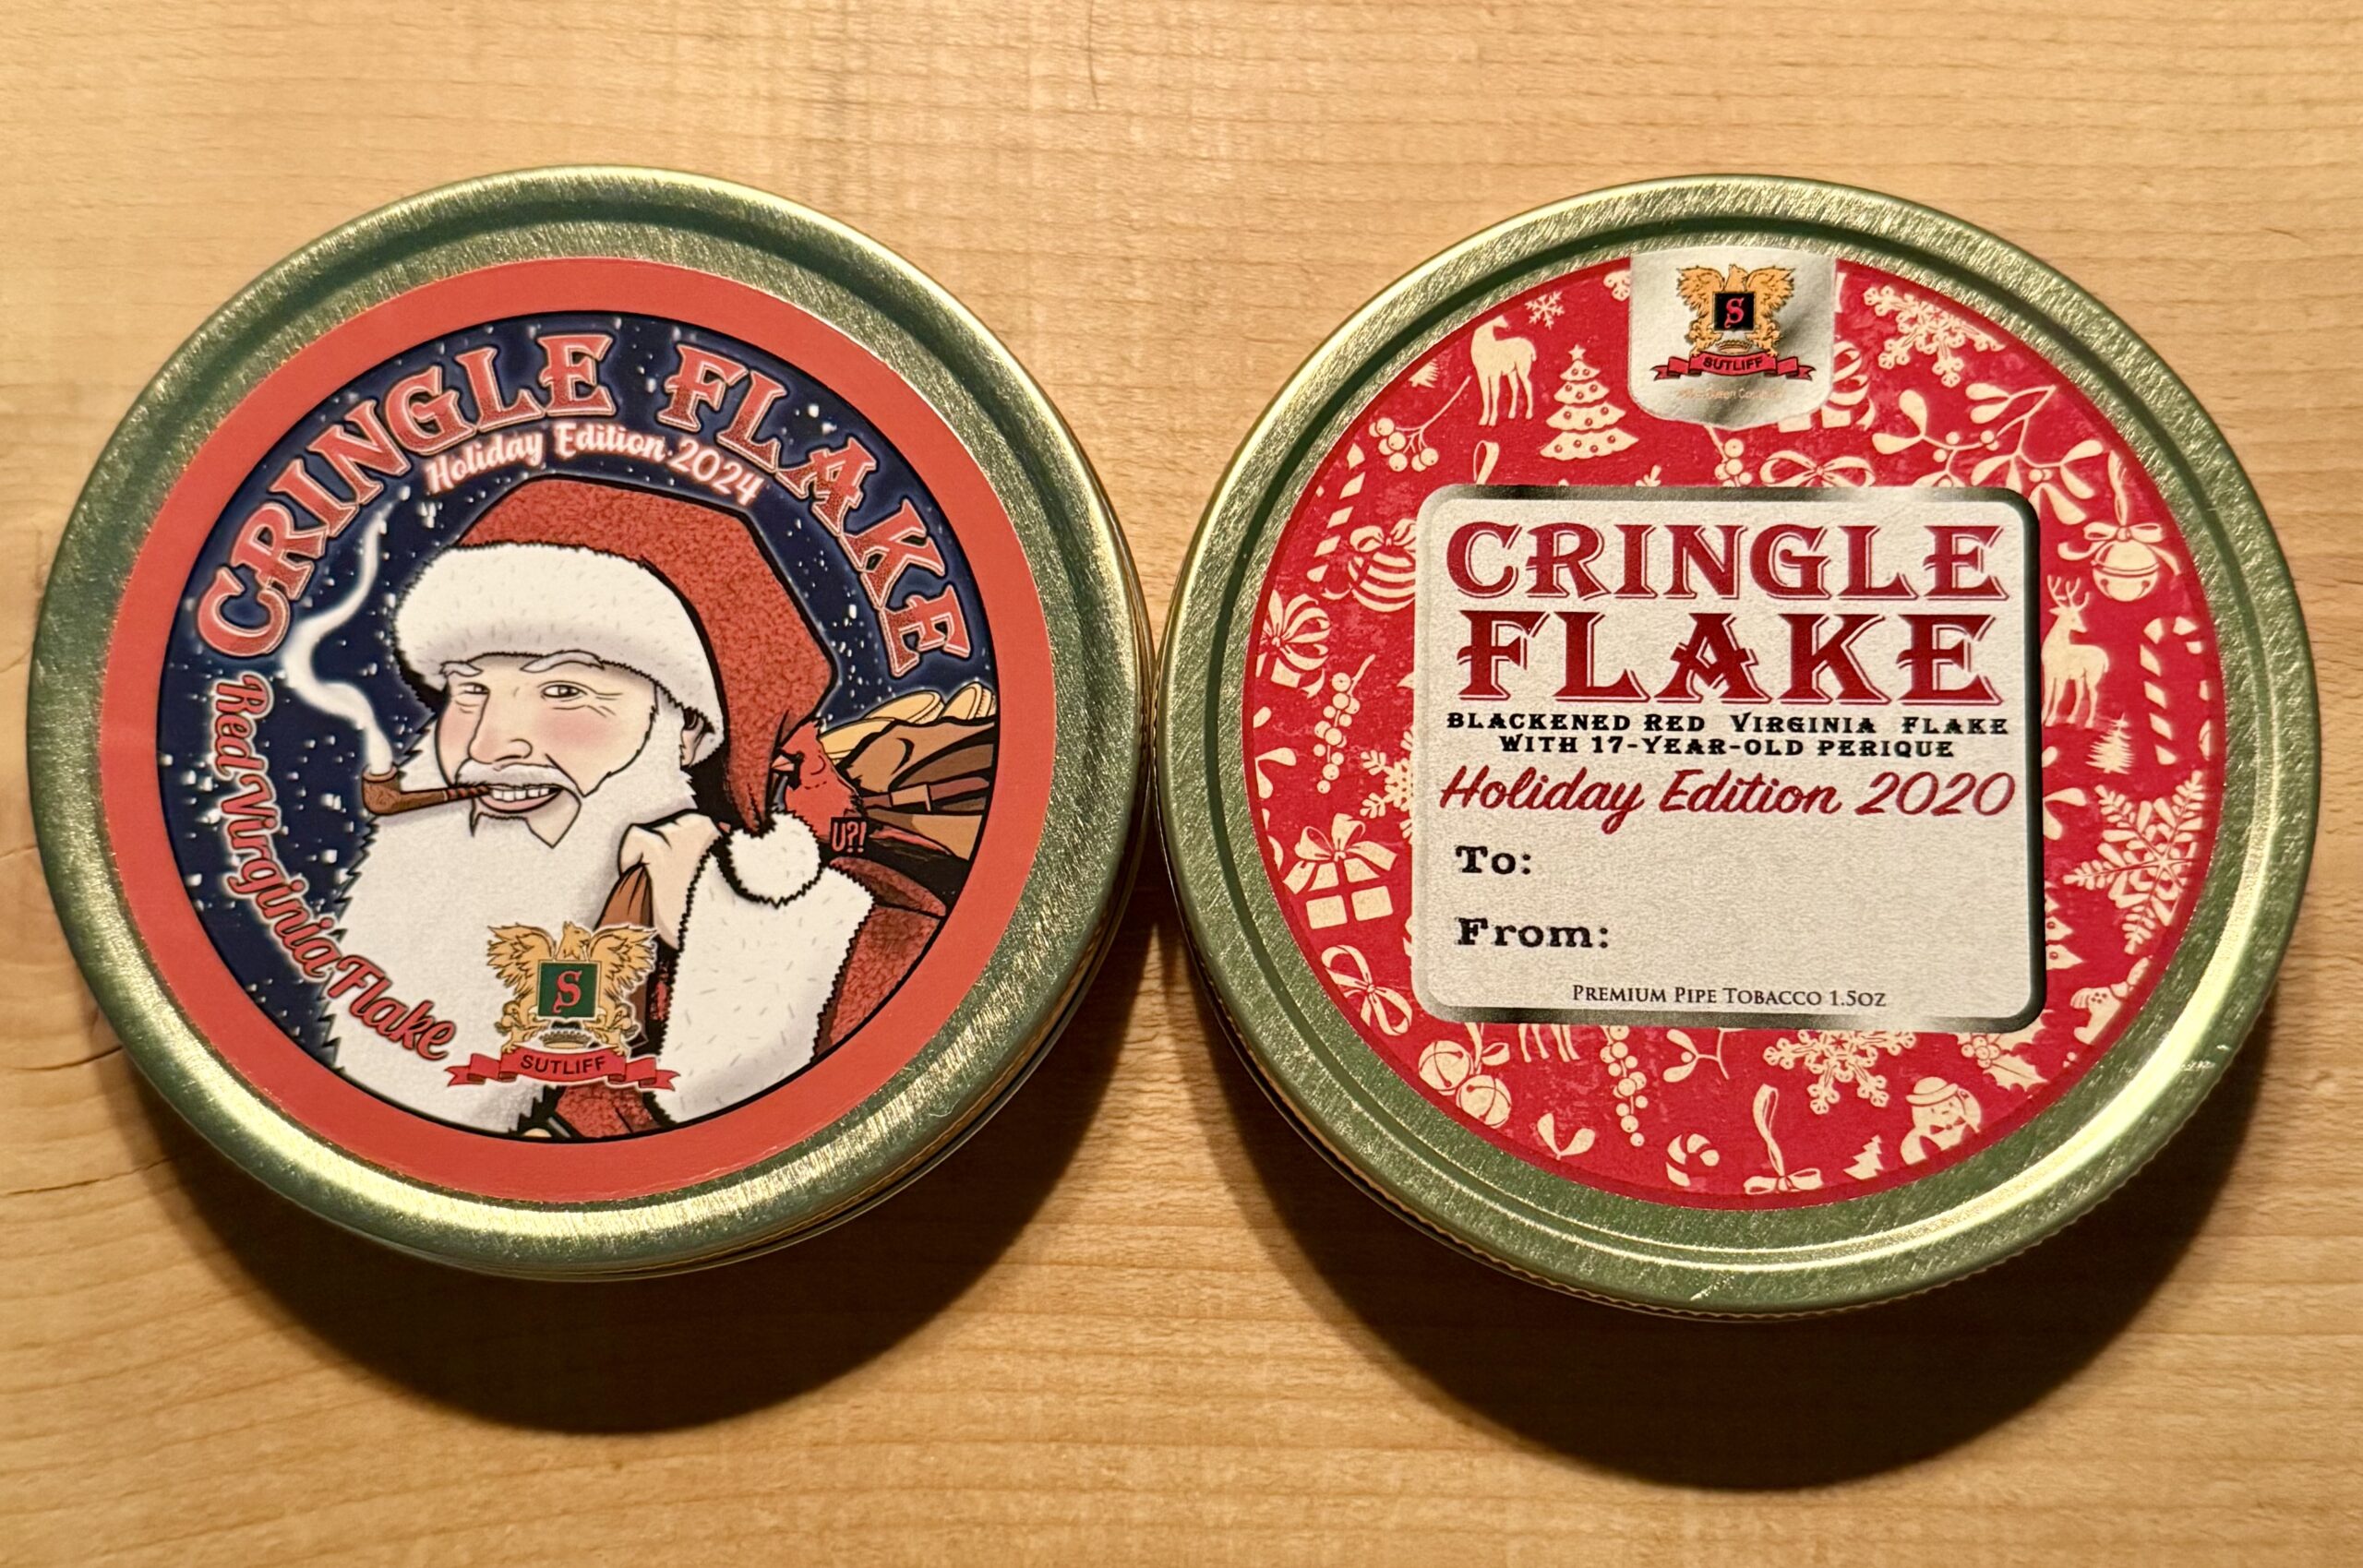 CRINGLE FLAKE
Holiday Edition 2024
Red Virginia Flake
U?!
S
SUTLIFF
S
SUTLIFF
CRINGLE
FLAKE
BLACKENED RED VIRGINIA FLAKE
WITH 17-YEAR-OLD PERIQUE
Holiday Edition 2020
To:
From:
PREMIUM PIPE TOBACCO 1.5OZ